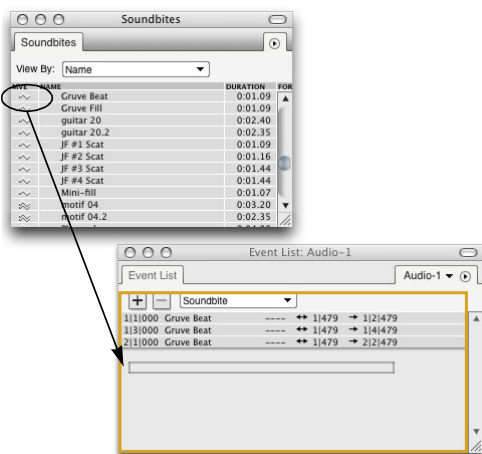 Soundbites
Soundbites
View By: Name
MVE NAME DURATION FOR
Gruve Beat 0:01.09
Gruve Fill 0:01.09
guitar 20 0:02.40
guitar 20.2 0:02.35
JF #1 Scat 0:01.09
JF #2 Scat 0:01.16
JF #3 Scat 0:01.44
JF #4 Scat 0:01.44
Mini-fill 0:01.07
motif 04 0:03.20
motif 04.2 0:02.35
Event List: Audio-1
Event List Audio-1
+ − Soundbite
1|1|000 Gruve Beat ---- ↔ 1|479 → 1|2|479
1|3|000 Gruve Beat ---- ↔ 1|479 → 1|4|479
2|1|000 Gruve Beat ---- ↔ 1|479 → 2|2|479